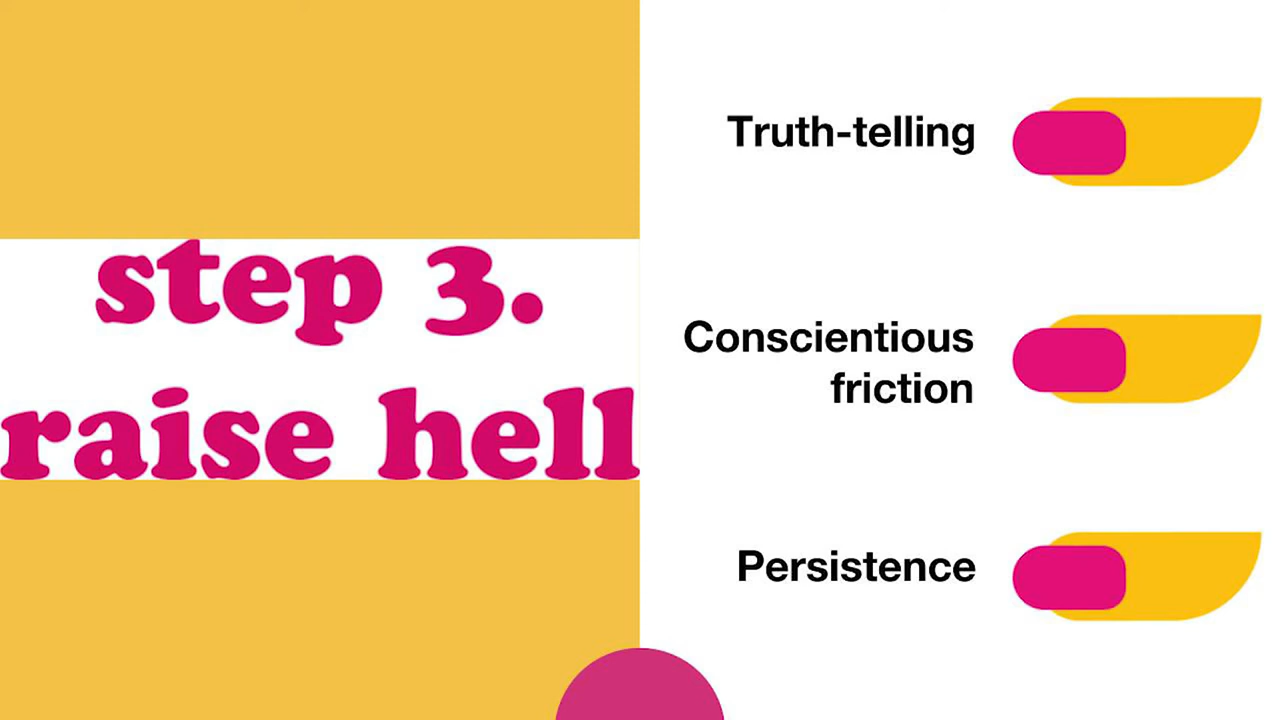 step 3.
raise hell
Truth-telling
Conscientious
friction
Persistence